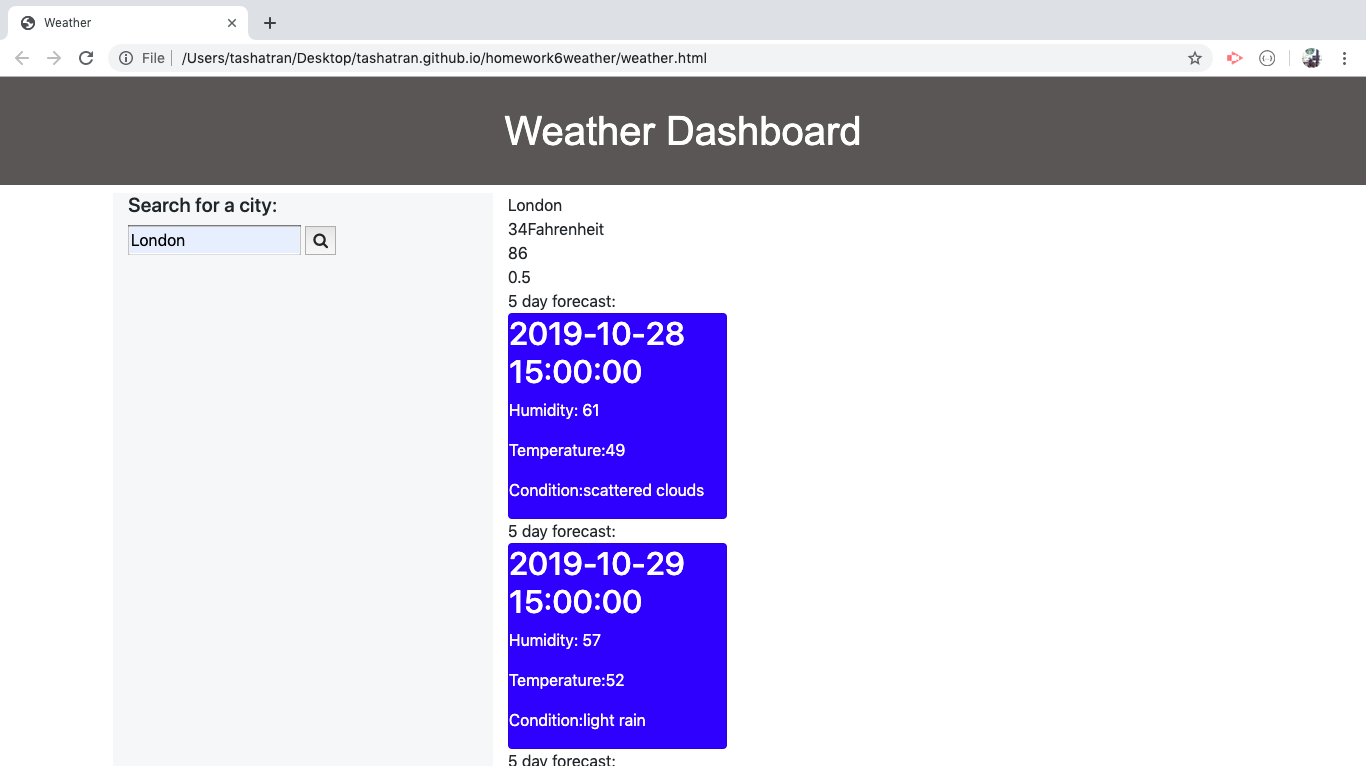 Weather
File
/Users/tashatran/Desktop/tashatran.github.io/homework6weather/weather.html
Weather Dashboard
Search for a city:
London
London
34Fahrenheit
86
0.5
5 day forecast:
2019-10-28
15:00:00
Humidity: 61
Temperature:49
Condition:scattered clouds
5 day forecast:
2019-10-29
15:00:00
Humidity: 57
Temperature:52
Condition:light rain
5 day forecast: